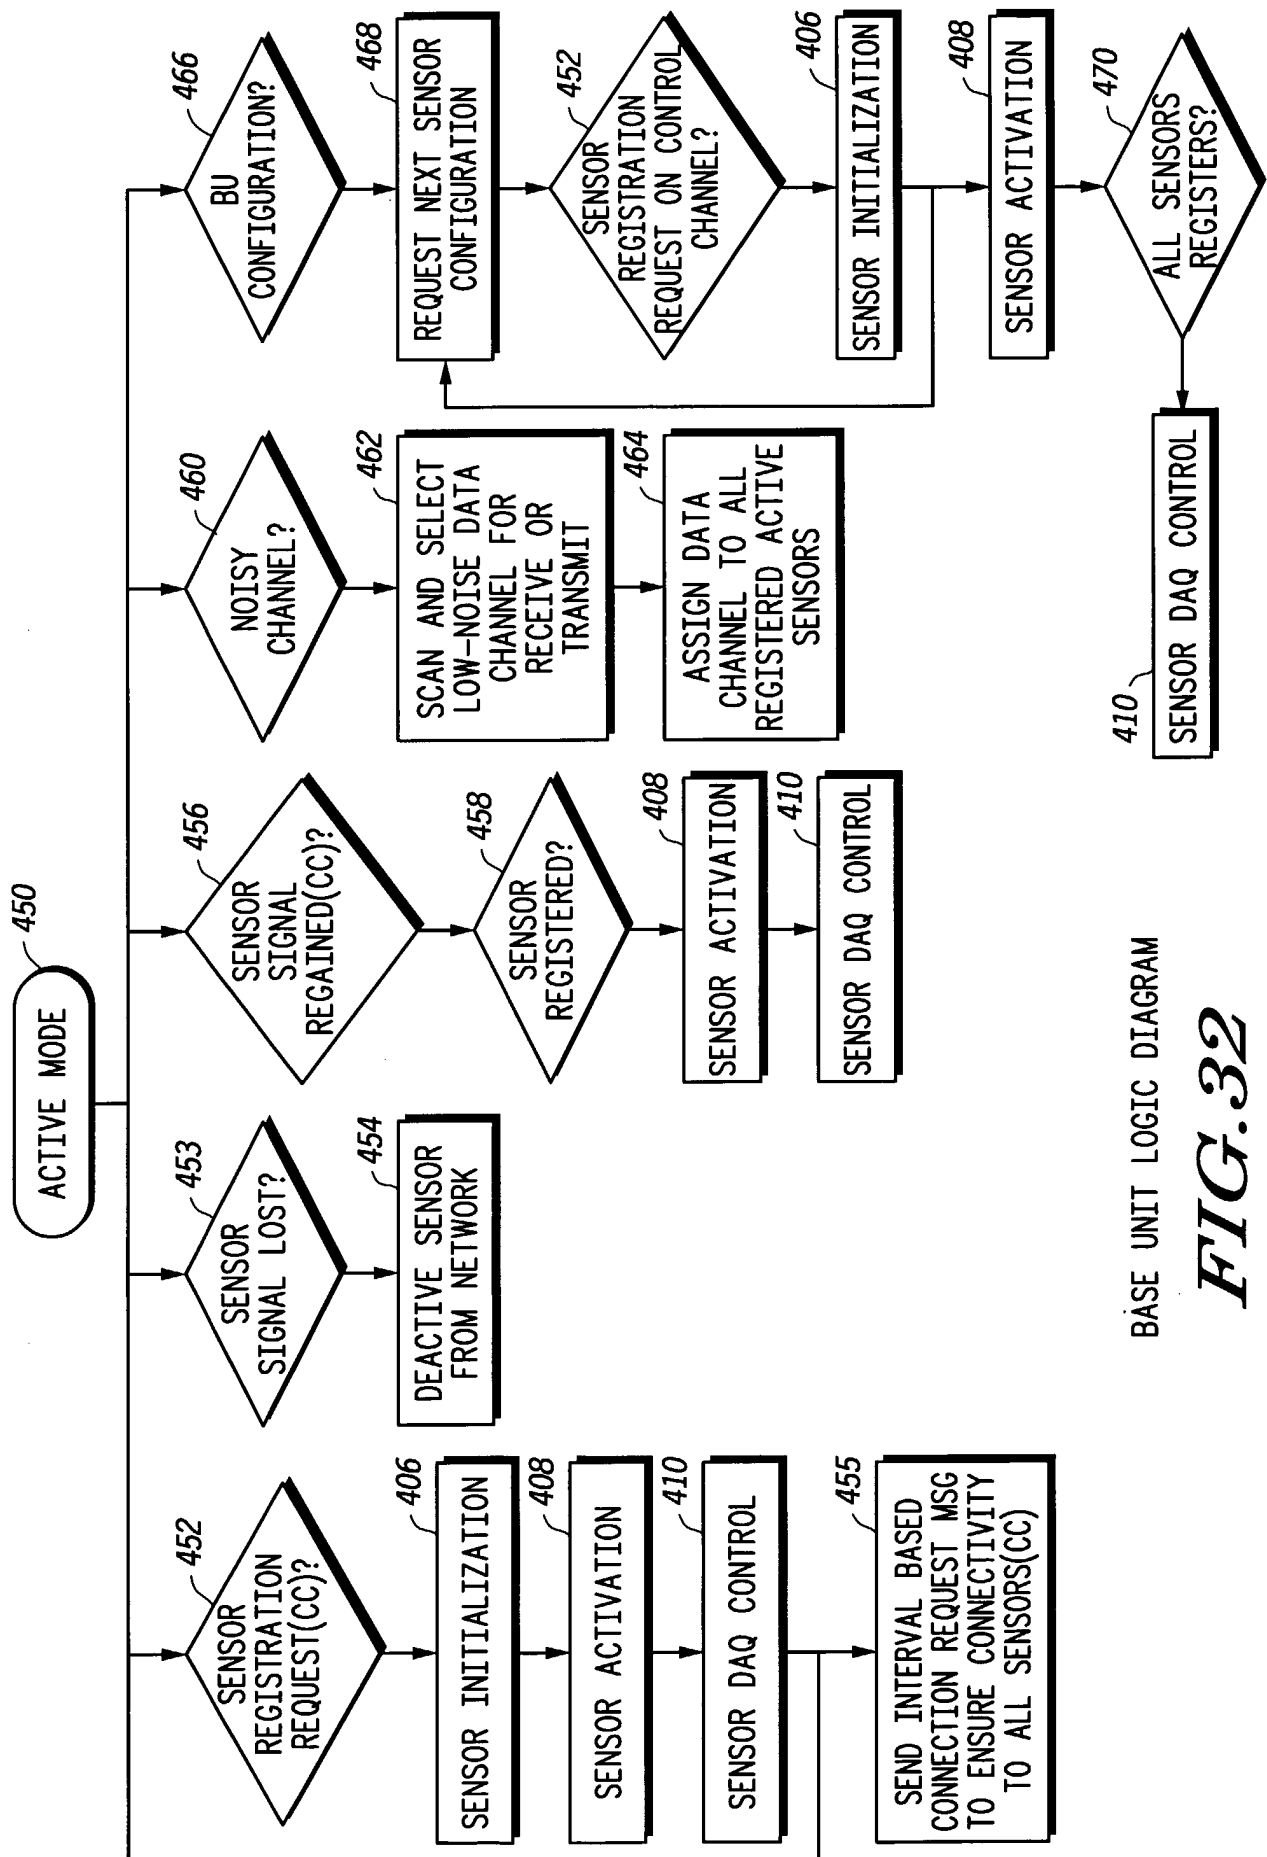 ACTIVE MODE
450
SENSOR
REGISTRATION
REQUEST(CC)?
452
SENSOR INITIALIZATION
406
SENSOR ACTIVATION
408
SENSOR DAQ CONTROL
410
SEND INTERVAL BASED
CONNECTION REQUEST MSG
TO ENSURE CONNECTIVITY
TO ALL SENSORS(CC)
455
SENSOR
SIGNAL LOST?
453
DEACTIVE SENSOR
FROM NETWORK
454
SENSOR
SIGNAL
REGAINED(CC)?
456
SENSOR
REGISTERED?
458
SENSOR ACTIVATION
408
SENSOR DAQ CONTROL
410
NOISY
CHANNEL?
460
SCAN AND SELECT
LOW-NOISE DATA
CHANNEL FOR
RECEIVE OR
TRANSMIT
462
ASSIGN DATA
CHANNEL TO ALL
REGISTERED ACTIVE
SENSORS
464
BU
CONFIGURATION?
466
REQUEST NEXT SENSOR
CONFIGURATION
468
SENSOR
REGISTRATION
REQUEST ON CONTROL
CHANNEL?
452
SENSOR INITIALIZATION
406
SENSOR ACTIVATION
408
ALL SENSORS
REGISTERS?
470
SENSOR DAQ CONTROL
410
BASE UNIT LOGIC DIAGRAM
FIG.32